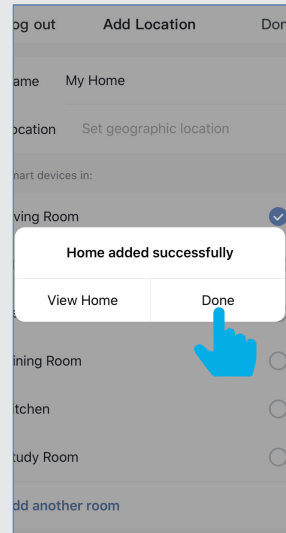 og out Add Location Don
ame My Home
ocation Set geographic location
mart devices in:
ving Room
Home added successfully
View Home Done
ining Room
itchen
tudy Room
dd another room